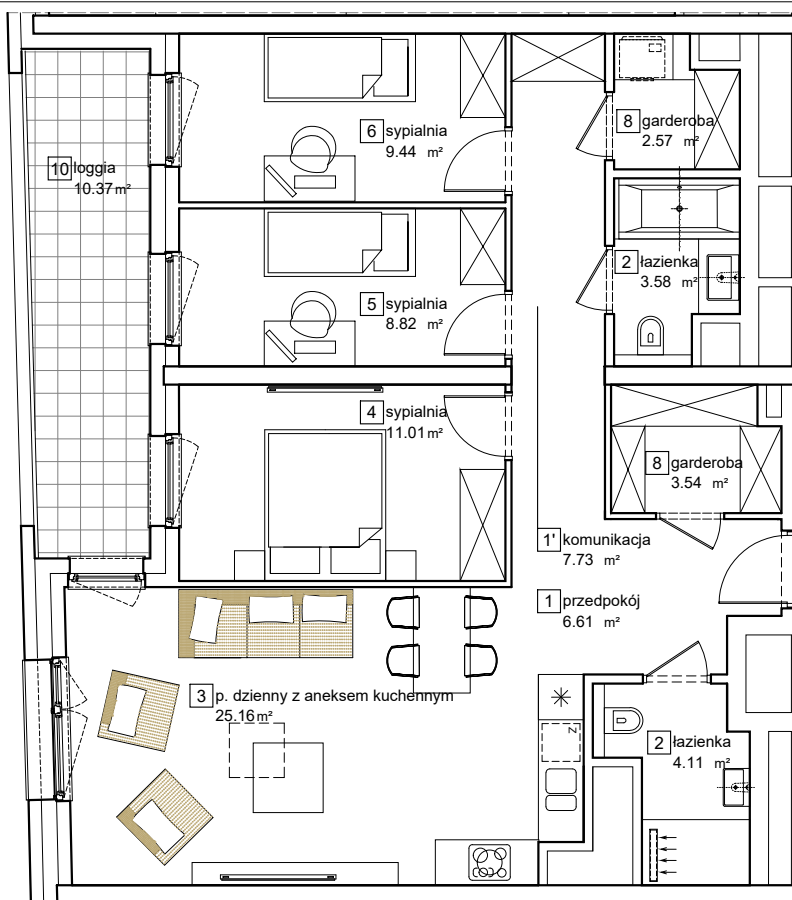 6 sypialnia
9.44 m²
8 garderoba
2.57 m²
10 loggia
10.37 m²
2 łazienka
3.58 m²
5 sypialnia
8.82 m²
4 sypialnia
11.01 m²
8 garderoba
3.54 m²
1' komunikacja
7.73 m²
1 przedpokój
6.61 m²
3 p. dzienny z aneksem kuchennym
25.16 m²
Z
2 łazienka
4.11 m²